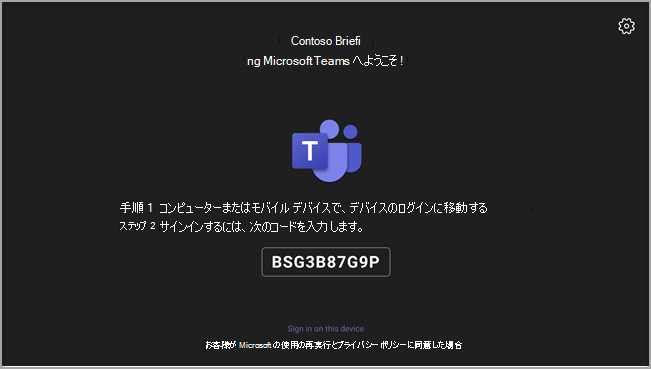 Contoso Briefi
ng Microsoft Teams へようこそ!
T
手順 1 コンピューターまたはモバイル デバイスで、デバイスのログインに移動する
ステップ 2 サインインするには、次のコードを入力します。
BSG3B87G9P
Sign in on this device
お客様が Microsoft の使用の再実行とプライバシー ポリシーに同意した場合